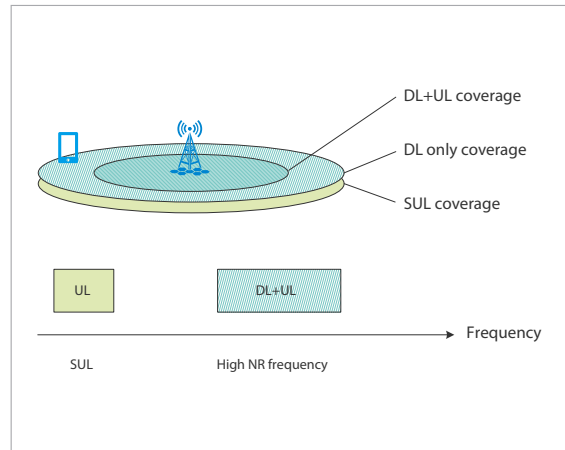 DL+UL coverage
DL only coverage
SUL coverage
UL
DL+UL
Frequency
SUL
High NR frequency